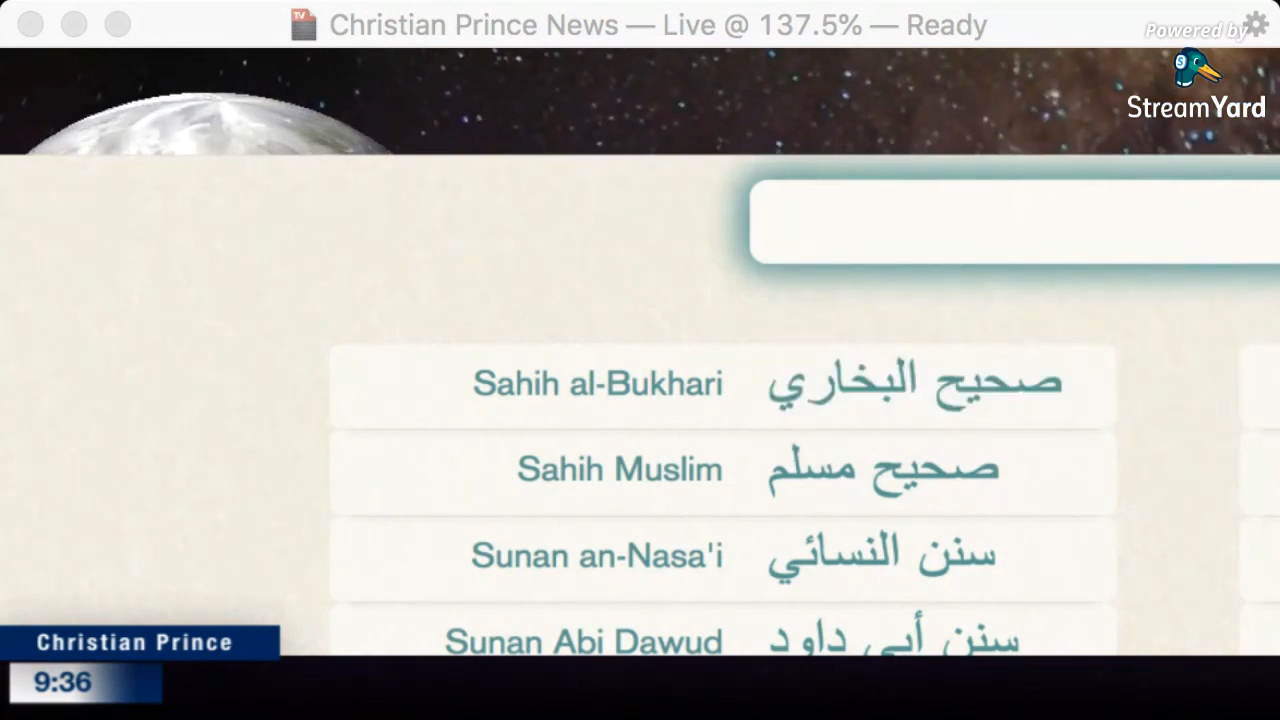 Christian Prince News — Live @ 137.5% — Ready
Powered by
StreamYard
Sahih al-Bukhari صحيح البخاري
Sahih Muslim صحيح مسلم
Sunan an-Nasa'i سنن النسائي
Sunan Abi Dawud سنن أبي داود
Christian Prince
9:36